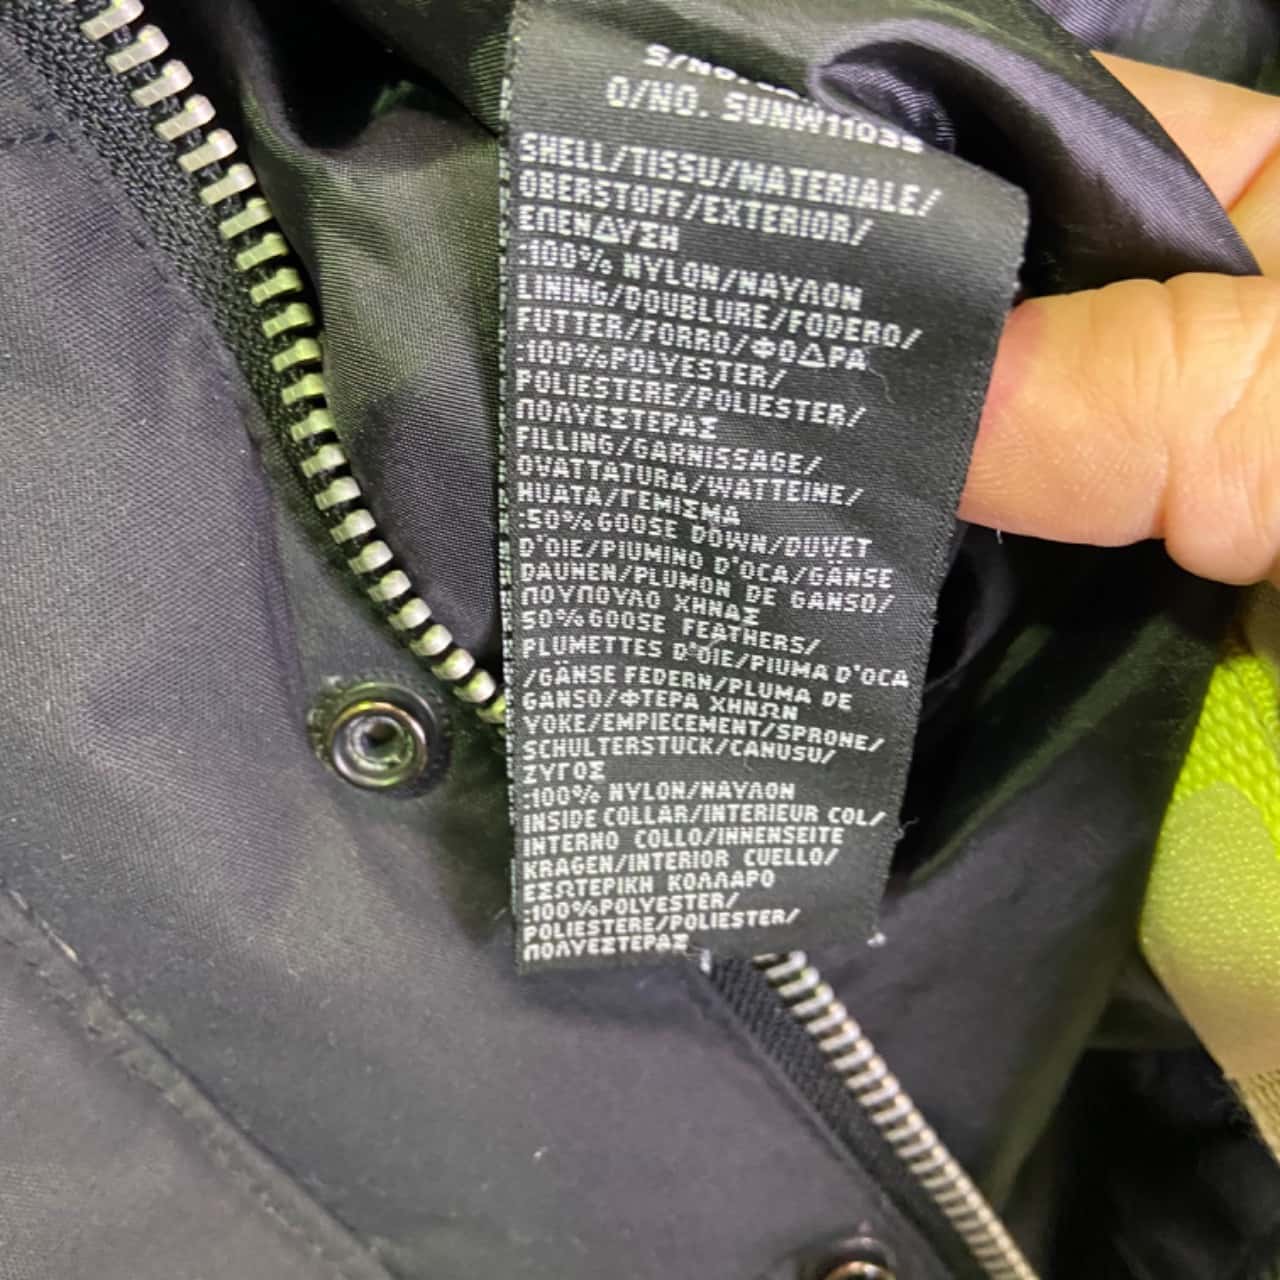 S/NO.
O/NO. SUNW11035
SHELL/TISSU/MATERIALE/
OBERSTOFF/EXTERIOR/
ΕΠΕΝΔΥΣΗ
:100% NYLON/ΝΑΥΛΟΝ
LINING/DOUBLURE/FODERO/
FUTTER/FORRO/ΦΟΔΡΑ
:100%POLYESTER/
POLIESTERE/POLIESTER/
ΠΟΛΥΕΣΤΕΡΑΣ
FILLING/GARNISSAGE/
OVATTATURA/WATTEINE/
HUATA/ΓΕΜΙΣΜΑ
:50%GOOSE DOWN/DUVET
D'OIE/PIUMINO D'OCA/GÄNSE
DAUNEN/PLUMON DE GANSO/
ΠΟΥΠΟΥΛΟ ΧΗΝΑΣ
50%GOOSE FEATHERS/
PLUMETTES D'OIE/PIUMA D'OCA
/GÄNSE FEDERN/PLUMA DE
GANSO/ΦΤΕΡΑ ΧΗΝΩΝ
YOKE/EMPIECEMENT/SPRONE/
SCHULTERSTUCK/CANUSU/
ΖΥΓΟΣ
:100% NYLON/ΝΑΥΛΟΝ
INSIDE COLLAR/INTERIEUR COL/
INTERNO COLLO/INNENSEITE
KRAGEN/INTERIOR CUELLO/
ΕΣΩΤΕΡΙΚΗ ΚΟΛΛΑΡΟ
:100%POLYESTER/
POLIESTERE/POLIESTER/
ΠΟΛΥΕΣΤΕΡΑΣ